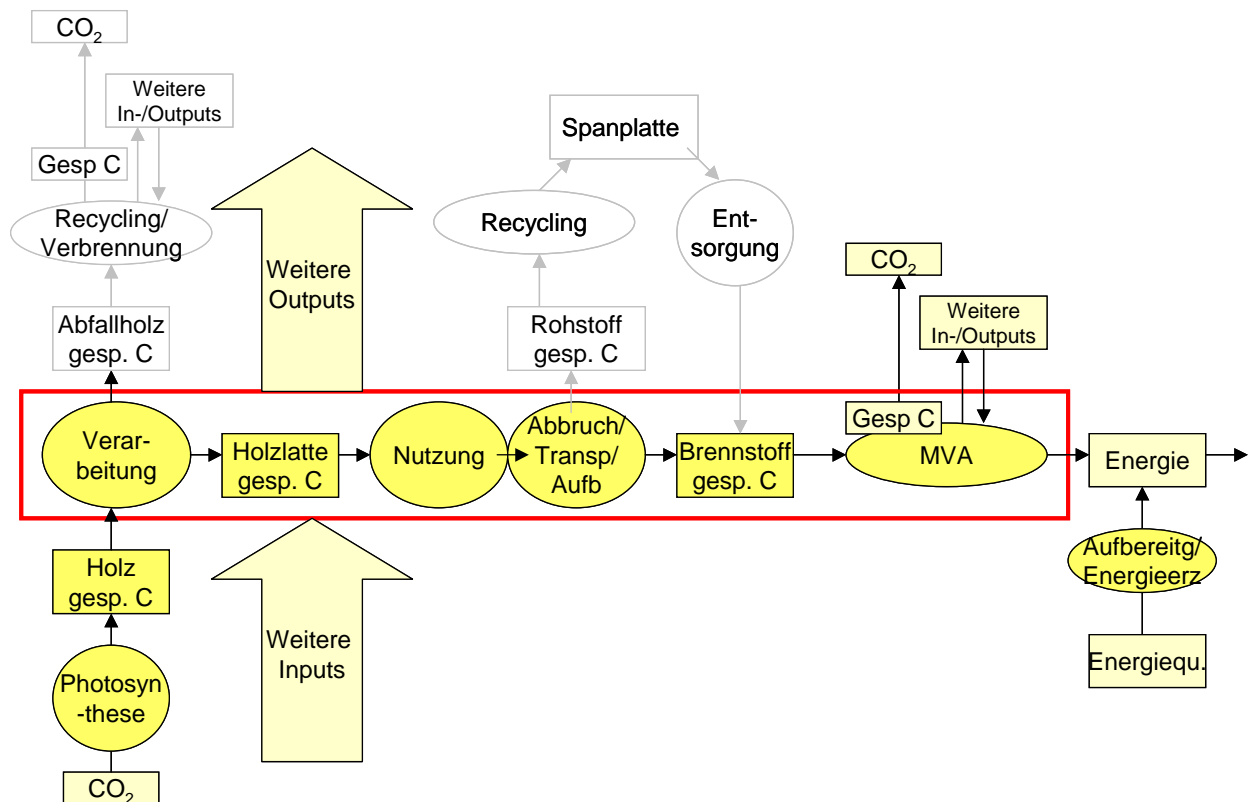 CO2
Weitere
In-/Outputs
Gesp C
Recycling/
Verbrennung
Abfallholz
gesp. C
Weitere
Outputs
Spanplatte
Recycling
Ent-
sorgung
Rohstoff
gesp. C
CO2
Weitere
In-/Outputs
Gesp C
Verar-
beitung
Holzlatte
gesp. C
Nutzung
Abbruch/
Transp/
Aufb
Brennstoff
gesp. C
MVA
Energie
Holz
gesp. C
Weitere
Inputs
Aufbereitg/
Energieerz
Energiequ.
Photosyn
-these
CO2